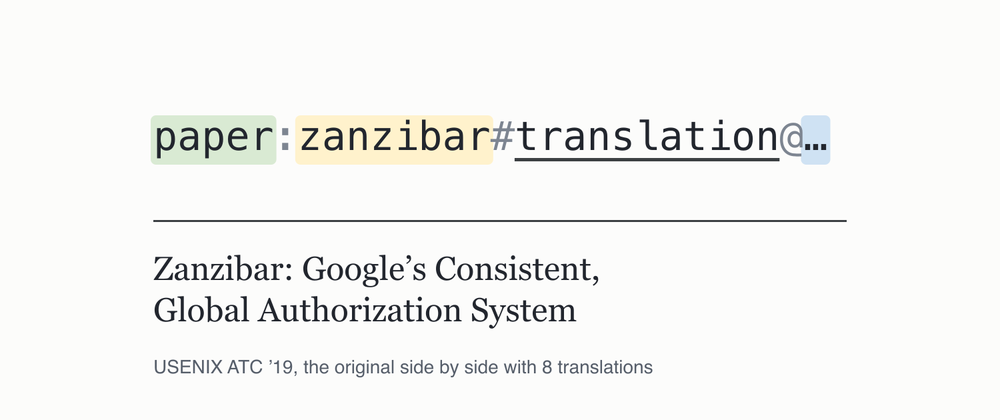 paper:zanzibar#translation@…
Zanzibar: Google’s Consistent,
Global Authorization System
USENIX ATC ’19, the original side by side with 8 translations